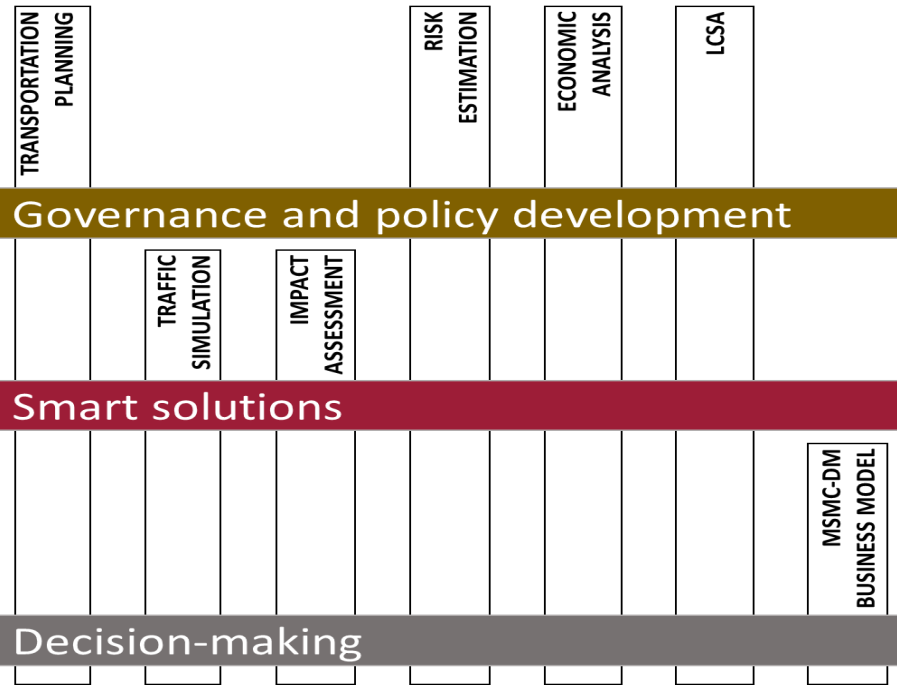 TRANSPORTATION
PLANNING
RISK
ESTIMATION
ECONOMIC
ANALYSIS
LCSA
Governance and policy development
TRAFFIC
SIMULATION
IMPACT
ASSESSMENT
Smart solutions
MSMC-DM
BUSINESS MODEL
Decision-making